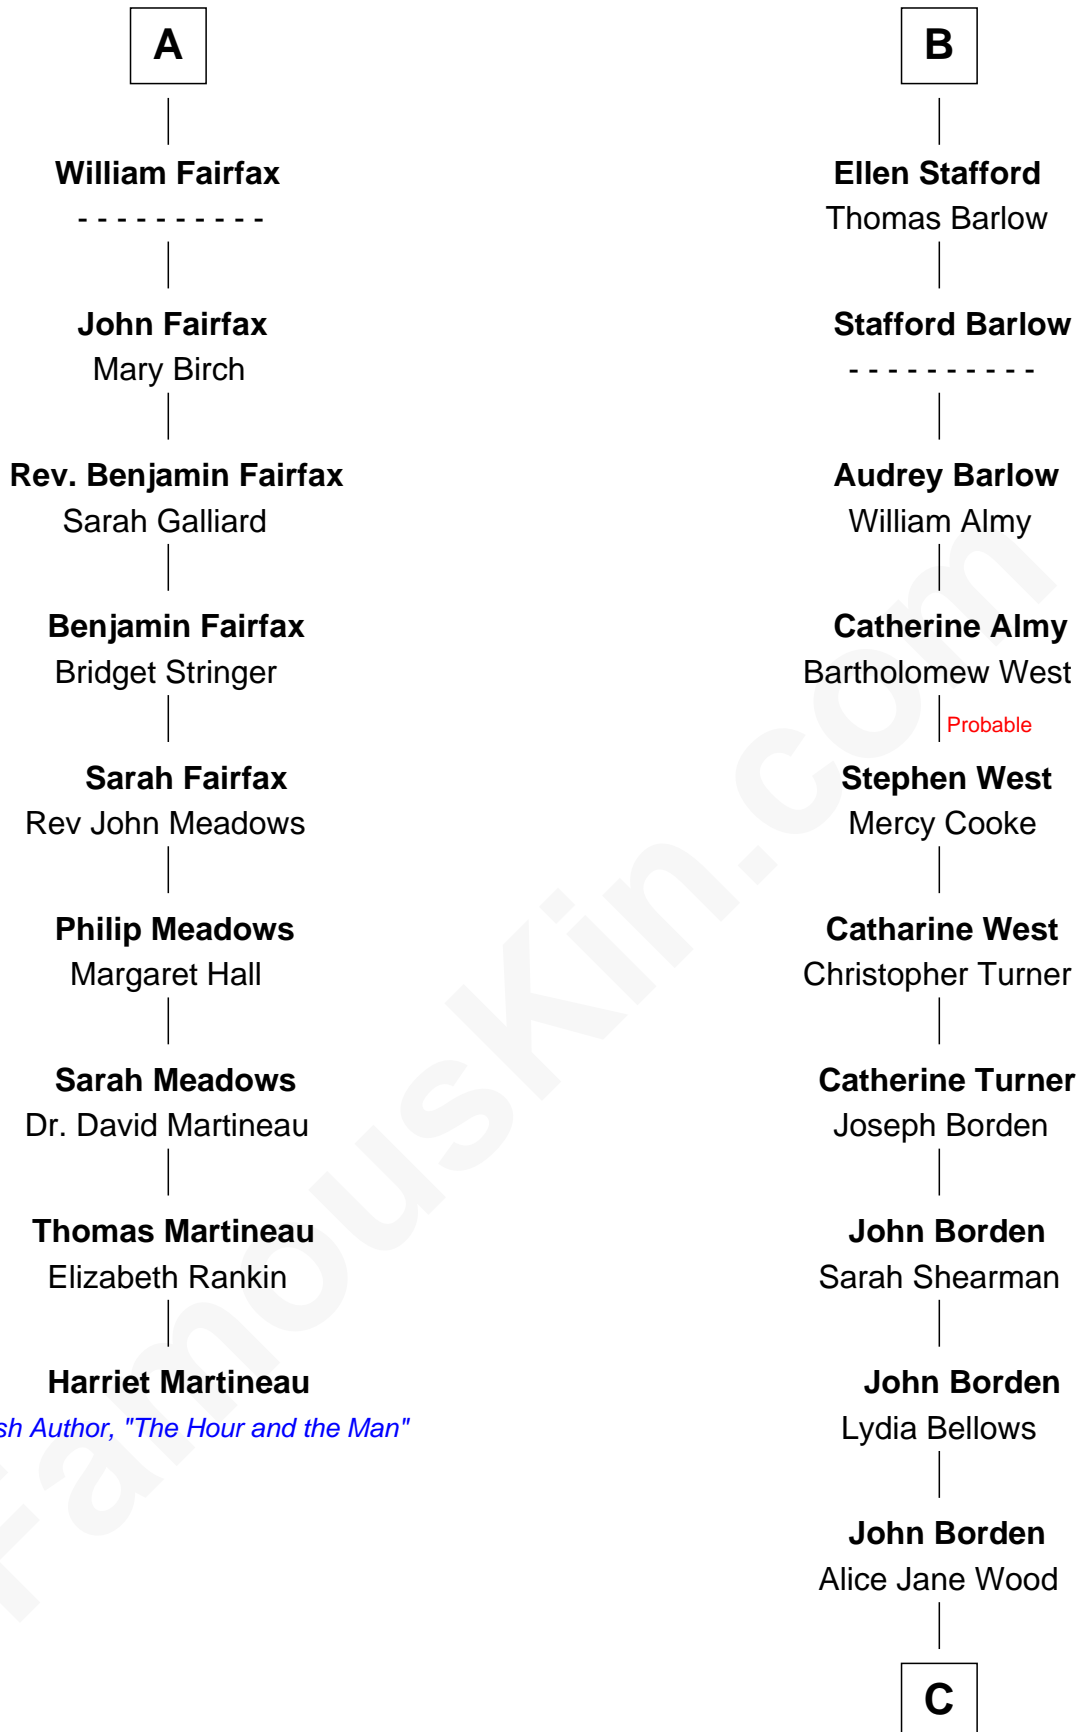 A
William Fairfax
- - - - - - - - - -
John Fairfax
Mary Birch
Rev. Benjamin Fairfax
Sarah Galliard
Benjamin Fairfax
Bridget Stringer
Sarah Fairfax
Rev John Meadows
Philip Meadows
Margaret Hall
Sarah Meadows
Dr. David Martineau
Thomas Martineau
Elizabeth Rankin
Harriet Martineau
sh Author, "The Hour and the Man"
B
Ellen Stafford
Thomas Barlow
Stafford Barlow
- - - - - - - - - -
Audrey Barlow
William Almy
Catherine Almy
Bartholomew West
Probable
Stephen West
Mercy Cooke
Catharine West
Christopher Turner
Catherine Turner
Joseph Borden
John Borden
Sarah Shearman
John Borden
Lydia Bellows
John Borden
Alice Jane Wood
C
FamousKin.com